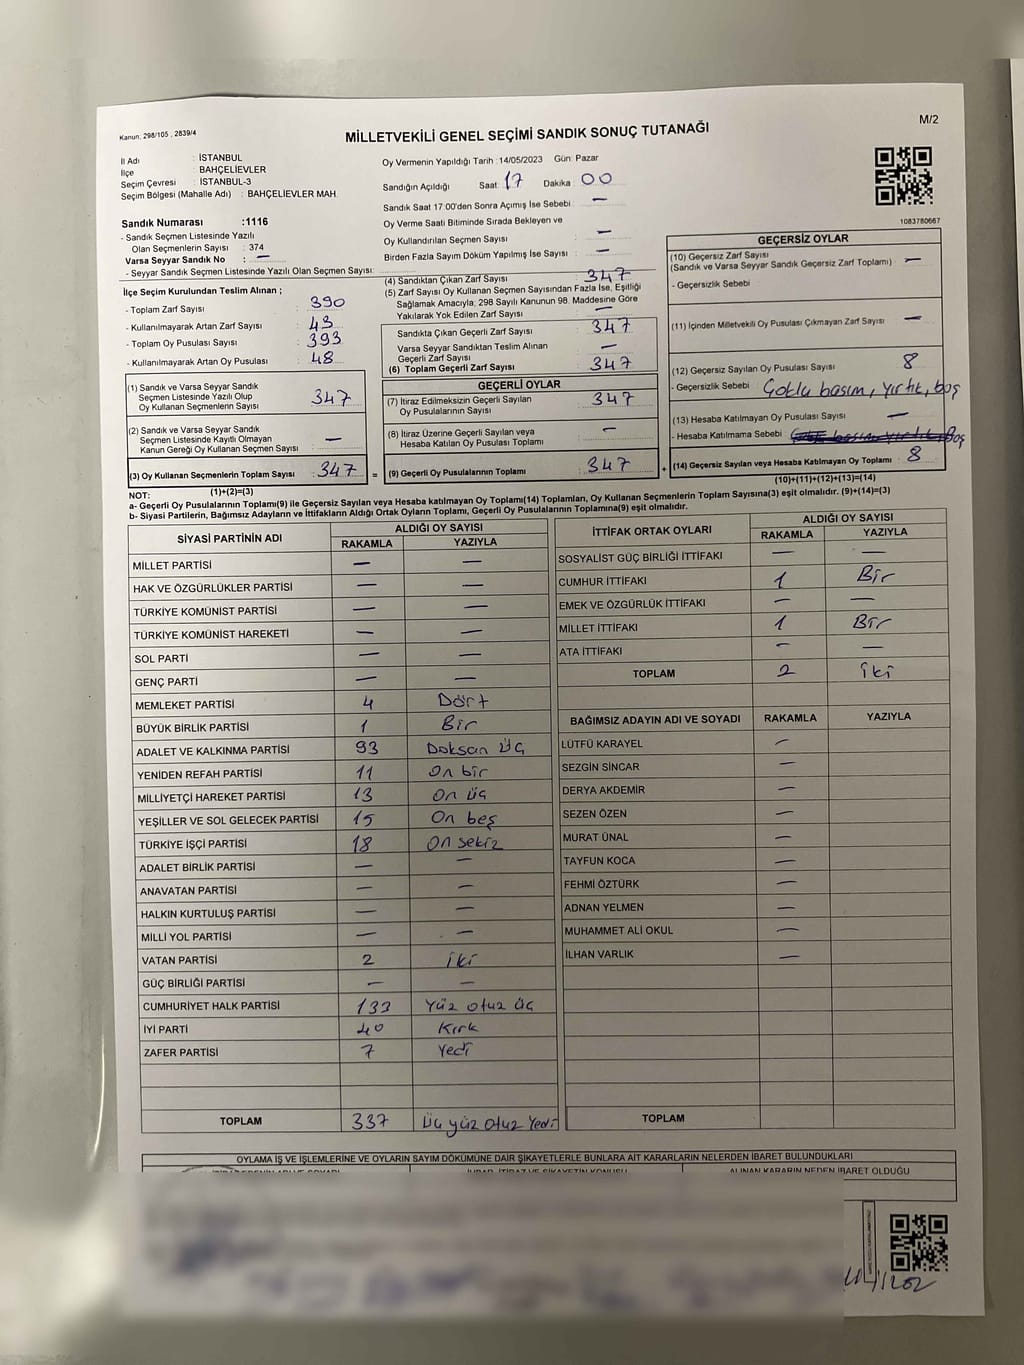 Kanun, 298/105 , 2839/4
MİLLETVEKİLİ GENEL SEÇİMİ SANDIK SONUÇ TUTANAĞI
M/2
İl Adı : İSTANBUL
İlçe : BAHÇELİEVLER
Seçim Çevresi : İSTANBUL-3
Seçim Bölgesi (Mahalle Adı) : BAHÇELİEVLER MAH.
Oy Vermenin Yapıldığı Tarih :14/05/2023 Gün: Pazar
Sandığın Açıldığı Saat: 17 Dakika: 00
Sandık Saat 17:00'den Sonra Açımış İse Sebebi : —
Oy Verme Saati Bitiminde Sırada Bekleyen ve
Oy Kullandırılan Seçmen Sayısı : —
Birden Fazla Sayım Döküm Yapılmış İse Sayısı : —
1083780667
Sandık Numarası :1116
- Sandık Seçmen Listesinde Yazılı
Olan Seçmenlerin Sayısı : 374
Varsa Seyyar Sandık No : —
- Seyyar Sandık Seçmen Listesinde Yazılı Olan Seçmen Sayısı:
İlçe Seçim Kurulundan Teslim Alınan ;
- Toplam Zarf Sayısı : 390
- Kullanılmayarak Artan Zarf Sayısı : 43
- Toplam Oy Pusulası Sayısı : 393
- Kullanılmayarak Artan Oy Pusulası : 48
(1) Sandık ve Varsa Seyyar Sandık
Seçmen Listesinde Yazılı Olup
Oy Kullanan Seçmenlerin Sayısı : 347
(2) Sandık ve Varsa Seyyar Sandık
Seçmen Listesinde Kayıtlı Olmayan
Kanun Gereği Oy Kullanan Seçmen Sayısı : —
(3) Oy Kullanan Seçmenlerin Toplam Sayısı : 347 =
(1)+(2)=(3)
(4) Sandıktan Çıkan Zarf Sayısı : 347
(5) Zarf Sayısı Oy Kullanan Seçmen Sayısından Fazla İse, Eşitliği
Sağlamak Amacıyla; 298 Sayılı Kanunun 98. Maddesine Göre
Yakılarak Yok Edilen Zarf Sayısı : —
Sandıkta Çıkan Geçerli Zarf Sayısı : 347
Varsa Seyyar Sandıktan Teslim Alınan
Geçerli Zarf Sayısı : —
(6) Toplam Geçerli Zarf Sayısı : 347
GEÇERLİ OYLAR
(7) İtiraz Edilmeksizin Geçerli Sayılan
Oy Pusulalarının Sayısı : 347
(8) İtiraz Üzerine Geçerli Sayılan veya
Hesaba Katılan Oy Pusulası Toplamı : —
(9) Geçerli Oy Pusulalarının Toplamı : 347 +
GEÇERSİZ OYLAR
(10) Geçersiz Zarf Sayısı
(Sandık ve Varsa Seyyar Sandık Geçersiz Zarf Toplamı) : —
- Geçersizlik Sebebi
(11) İçinden Milletvekili Oy Pusulası Çıkmayan Zarf Sayısı : —
(12) Geçersiz Sayılan Oy Pusulası Sayısı : 8
- Geçersizlik Sebebi : Çoklu basım, yırtık, boş
(13) Hesaba Katılmayan Oy Pusulası Sayısı : —
- Hesaba Katılmama Sebebi :
(14) Geçersiz Sayılan veya Hesaba Katılmayan Oy Toplamı : 8
(10)+(11)+(12)+(13)=(14)
NOT:
a- Geçerli Oy Pusulalarının Toplamı(9) ile Geçersiz Sayılan veya Hesaba katılmayan Oy Toplamı(14) Toplamları, Oy Kullanan Seçmenlerin Toplam Sayısına(3) eşit olmalıdır. (9)+(14)=(3)
b- Siyasi Partilerin, Bağımsız Adayların ve İttifakların Aldığı Ortak Oyların Toplamı, Geçerli Oy Pusulalarının Toplamına(9) eşit olmalıdır.
SİYASİ PARTİNİN ADI ALDIĞI OY SAYISI
RAKAMLA YAZIYLA
MİLLET PARTİSİ — —
HAK VE ÖZGÜRLÜKLER PARTİSİ — —
TÜRKİYE KOMÜNİST PARTİSİ — —
TÜRKİYE KOMÜNİST HAREKETİ — —
SOL PARTİ — —
GENÇ PARTİ — —
MEMLEKET PARTİSİ 4 Dört
BÜYÜK BİRLİK PARTİSİ 1 Bir
ADALET VE KALKINMA PARTİSİ 93 Doksan Üç
YENİDEN REFAH PARTİSİ 11 On bir
MİLLİYETÇİ HAREKET PARTİSİ 13 On üç
YEŞİLLER VE SOL GELECEK PARTİSİ 15 On beş
TÜRKİYE İŞÇİ PARTİSİ 18 On sekiz
ADALET BİRLİK PARTİSİ — —
ANAVATAN PARTİSİ — —
HALKIN KURTULUŞ PARTİSİ — —
MİLLİ YOL PARTİSİ — —
VATAN PARTİSİ 2 İki
GÜÇ BİRLİĞİ PARTİSİ — —
CUMHURİYET HALK PARTİSİ 133 Yüz otuz üç
İYİ PARTİ 40 Kırk
ZAFER PARTİSİ 7 Yedi
TOPLAM 337 Üç yüz otuz Yedi
İTTİFAK ORTAK OYLARI ALDIĞI OY SAYISI
RAKAMLA YAZIYLA
SOSYALİST GÜÇ BİRLİĞİ İTTİFAKI — —
CUMHUR İTTİFAKI 1 Bir
EMEK VE ÖZGÜRLÜK İTTİFAKI — —
MİLLET İTTİFAKI 1 Bir
ATA İTTİFAKI — —
TOPLAM 2 İki
BAĞIMSIZ ADAYIN ADI VE SOYADI RAKAMLA YAZIYLA
LÜTFÜ KARAYEL —
SEZGİN SİNCAR —
DERYA AKDEMİR —
SEZEN ÖZEN —
MURAT ÜNAL —
TAYFUN KOCA —
FEHMİ ÖZTÜRK —
ADNAN YELMEN —
MUHAMMET ALİ OKUL —
İLHAN VARLIK —
TOPLAM
OYLAMA İŞ VE İŞLEMLERİNE VE OYLARIN SAYIM DÖKÜMÜNE DAİR ŞİKAYETLERLE BUNLARA AİT KARARLARIN NELERDEN İBARET BULUNDUKLARI
ALINAN KARARIN NEDEN İBARET OLDUĞU